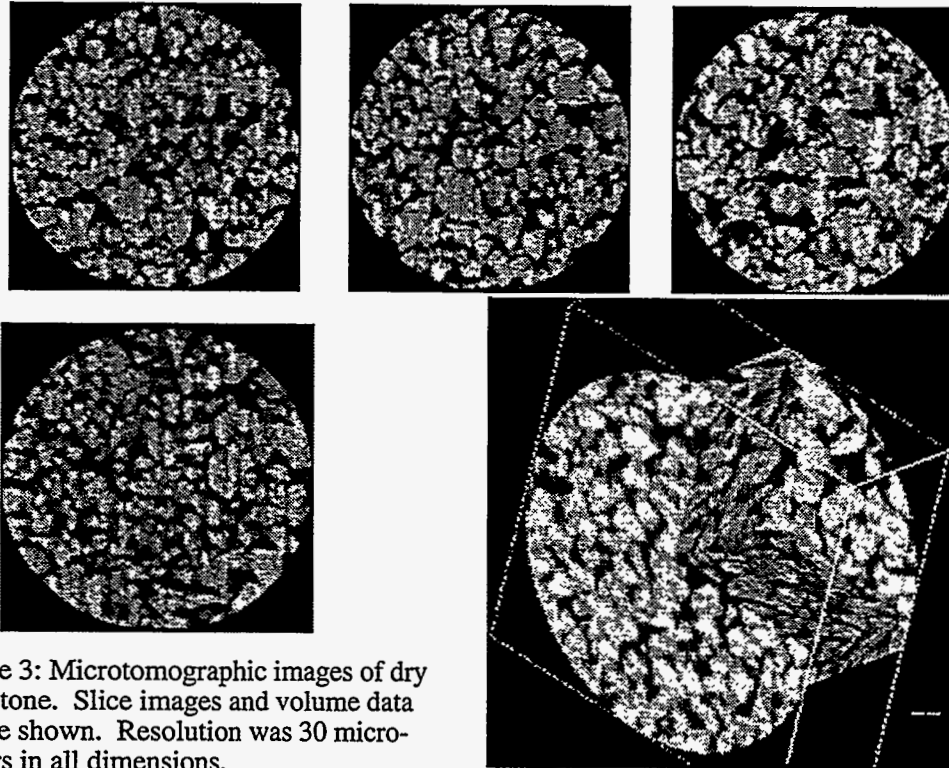 e 3: Microtomographic images of dry
tone. Slice images and volume data
e shown. Resolution was 30 micro-
rs in all dimensions.